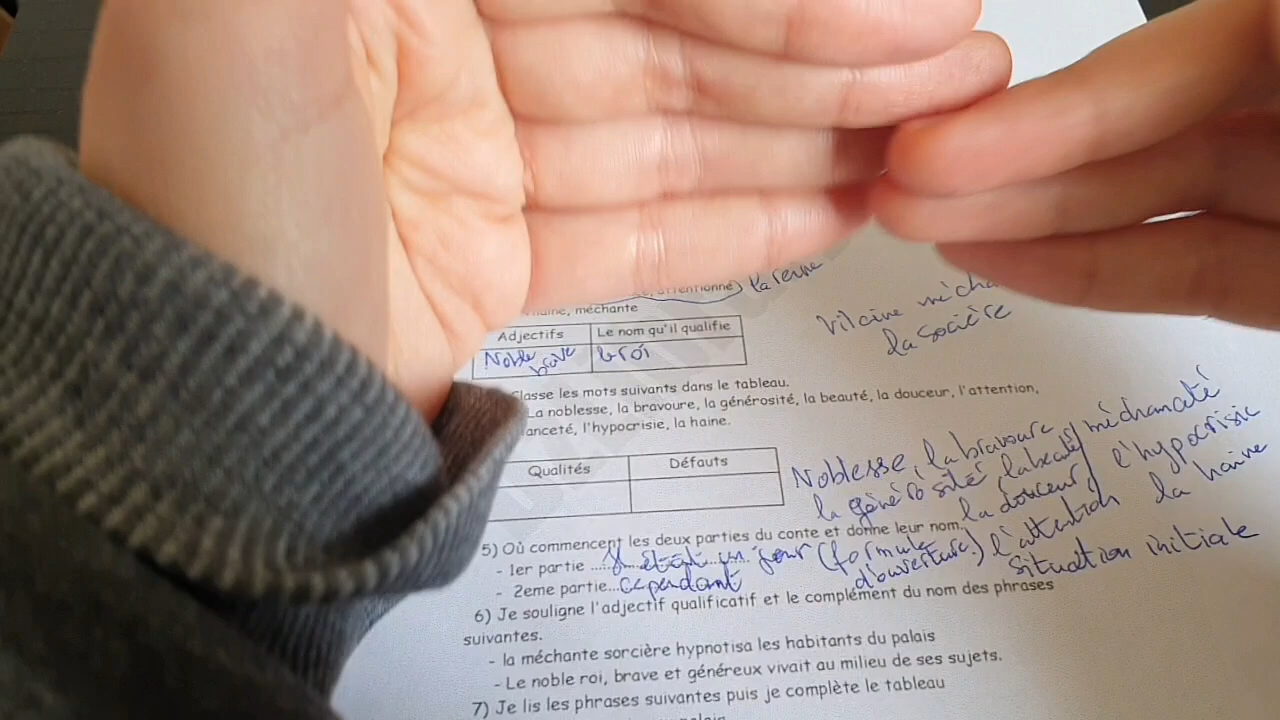 attentionné) la reine
méchante
Vilaine mécha
la socière
Adjectifs Le nom qu'il qualifie
Noble brave le roi
Classe les mots suivants dans le tableau.
La noblesse, la bravoure, la générosité, la beauté, la douceur, l'attention,
anceté, l'hypocrisie, la haine.
Qualités Défauts
Noblesse, la bravoure
la générosité, la beauté
la douceur,
l'attention
méchanceté
l'hypocrisie
la haine
5) Où commencent les deux parties du conte et donne leur nom.
- 1er partie ..... Il était un jour (formule d'ouverture.) situation initiale
- 2eme partie... cependant
6) Je souligne l'adjectif qualificatif et le complément du nom des phrases
suivantes.
- la méchante sorcière hypnotisa les habitants du palais
- Le noble roi, brave et généreux vivait au milieu de ses sujets.
7) Je lis les phrases suivantes puis je complète le tableau